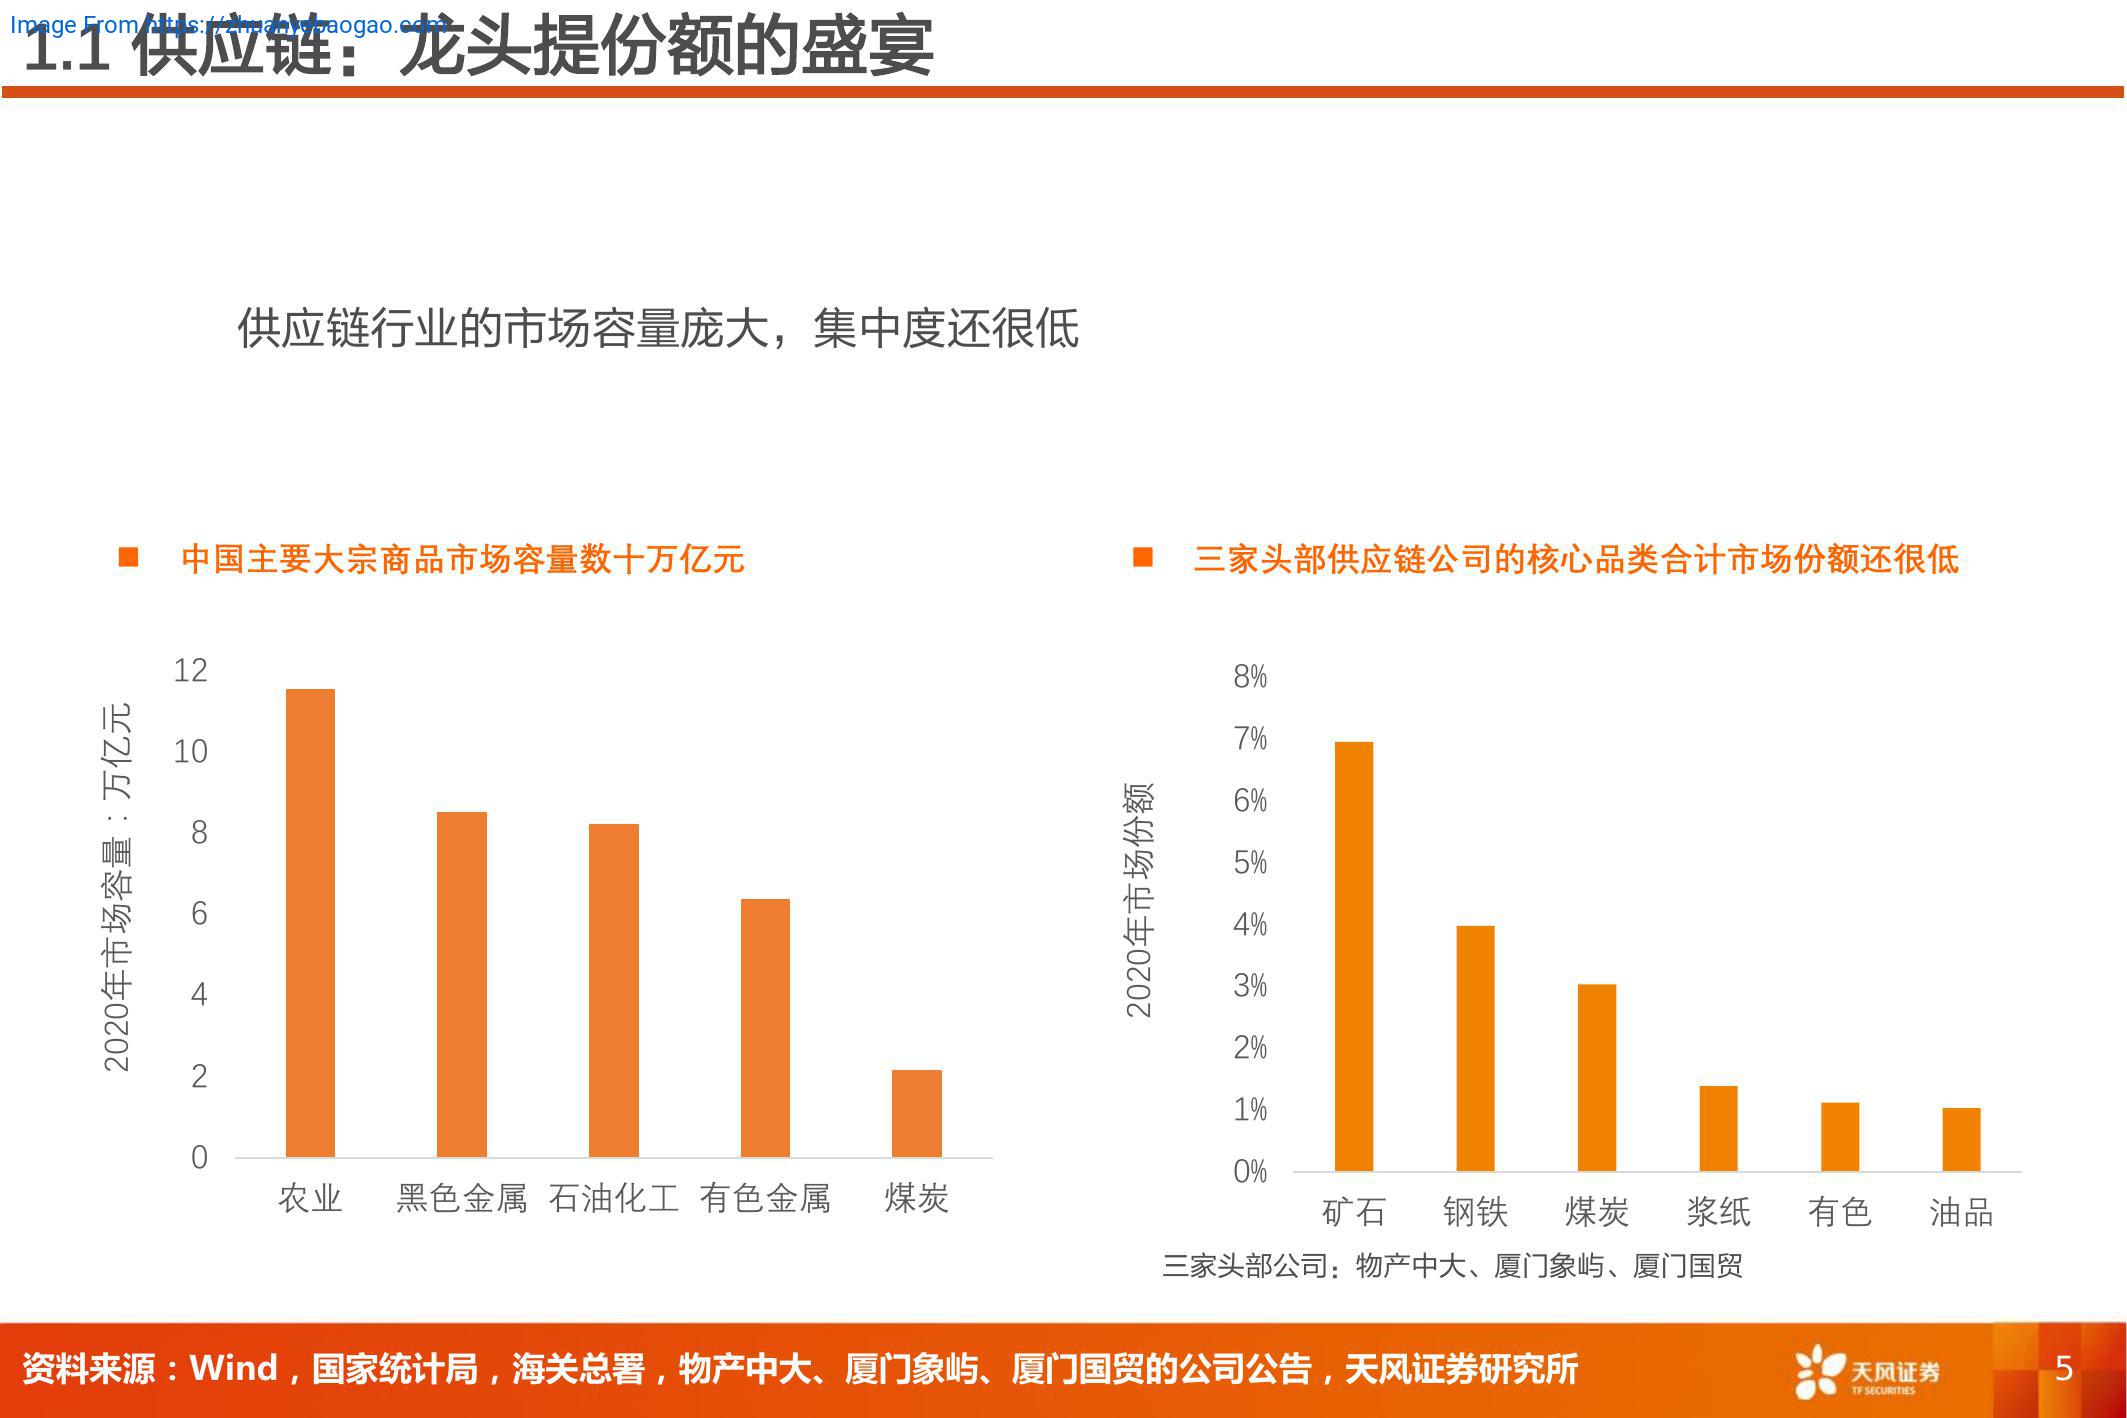 Image From https://zhuanyebaogao.com
1.1 供应链：龙头提份额的盛宴
供应链行业的市场容量庞大，集中度还很低
■ 中国主要大宗商品市场容量数十万亿元
2020年市场容量：万亿元
12
10
8
6
4
2
0
农业 黑色金属 石油化工 有色金属 煤炭
■ 三家头部供应链公司的核心品类合计市场份额还很低
2020年市场份额
8%
7%
6%
5%
4%
3%
2%
1%
0%
矿石 钢铁 煤炭 浆纸 有色 油品
三家头部公司：物产中大、厦门象屿、厦门国贸
资料来源：Wind，国家统计局，海关总署，物产中大、厦门象屿、厦门国贸的公司公告，天风证券研究所
天风证券
TF SECURITIES
5